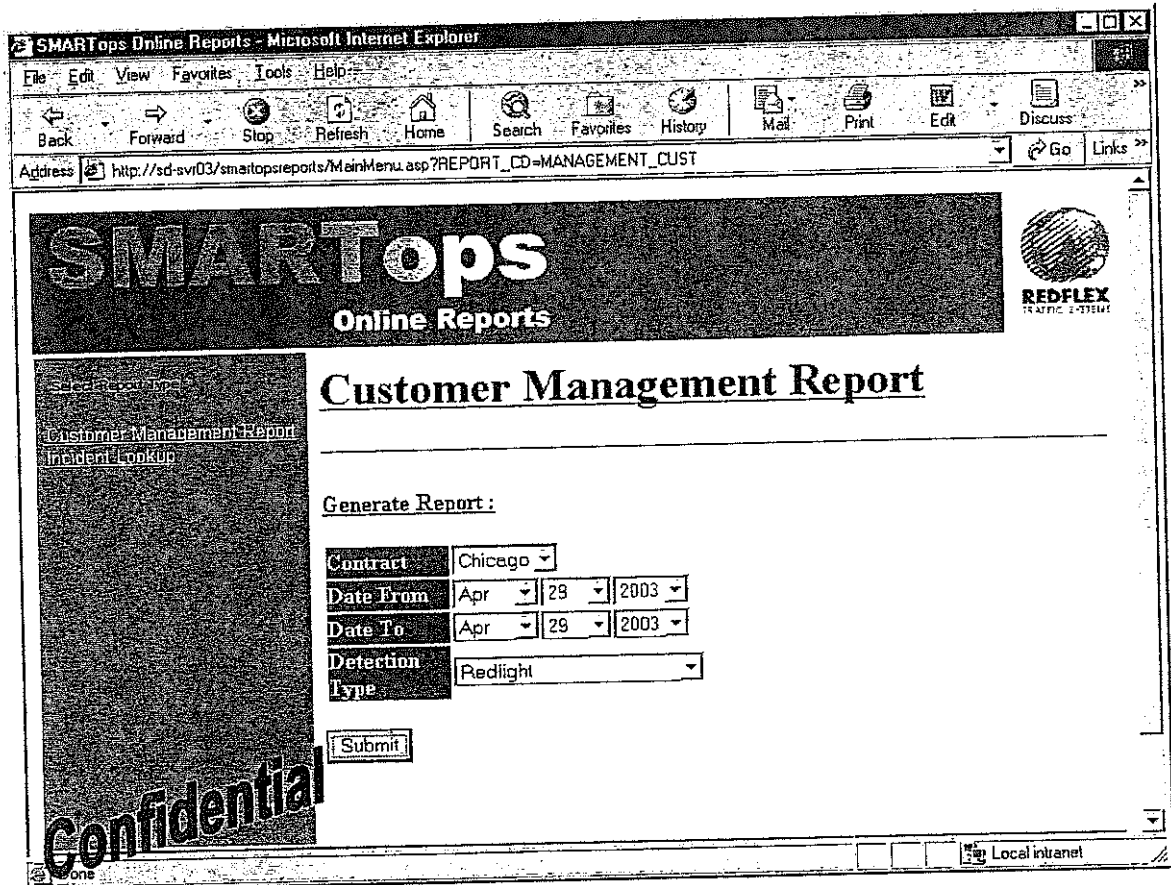 SMARTops Online Reports - Microsoft Internet Explorer
File Edit View Favorites Tools Help
Back Forward Stop Refresh Home Search Favorites History Mail Print Edit Discuss
Address http://sd-svr03/smartopsreports/MainMenu.asp?REPORT_CD=MANAGEMENT_CUST Go Links
SMARTops
Online Reports
REDFLEX
TRAFFIC SYSTEMS
Select Report Type:
Customer Management Report
Incident Lookup
Customer Management Report
Generate Report :
Contract Chicago
Date From Apr 29 2003
Date To Apr 29 2003
Detection
Type Redlight
Submit
Confidential
Done Local intranet